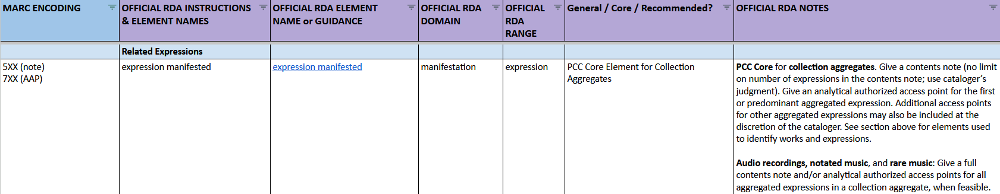 MARC ENCODING
OFFICIAL RDA INSTRUCTIONS
& ELEMENT NAMES
OFFICIAL RDA ELEMENT
NAME or GUIDANCE
OFFICIAL RDA
DOMAIN
OFFICIAL
RDA
RANGE
General / Core / Recommended?
OFFICIAL RDA NOTES
Related Expressions
5XX (note)
7XX (AAP)
expression manifested
expression manifested
manifestation
expression
PCC Core Element for Collection
Aggregates
PCC Core for collection aggregates. Give a contents note (no limit
on number of expressions in the contents note; use cataloger’s
judgment). Give an analytical authorized access point for the first
or predominant aggregated expression. Additional access points
for other aggregated expressions may also be included at the
discretion of the cataloger. See section above for elements used
to identify works and expressions.
Audio recordings, notated music, and rare music: Give a full
contents note and/or analytical authorized access points for all
aggregated expressions in a collection aggregate, when feasible.